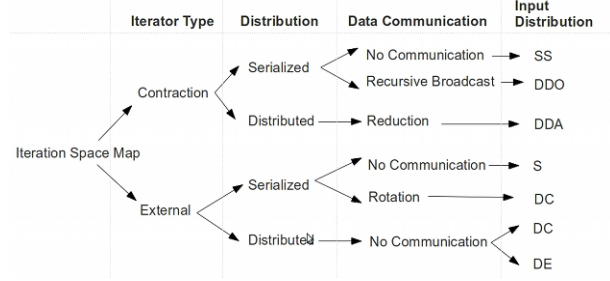 Iterator Type Distribution Data Communication Input Distribution
No Communication SS
Serialized
Recursive Broadcast DDO
Contraction
Distributed Reduction DDA
Iteration Space Map
No Communication S
Serialized
Rotation DC
External
DC
Distributed No Communication
DE